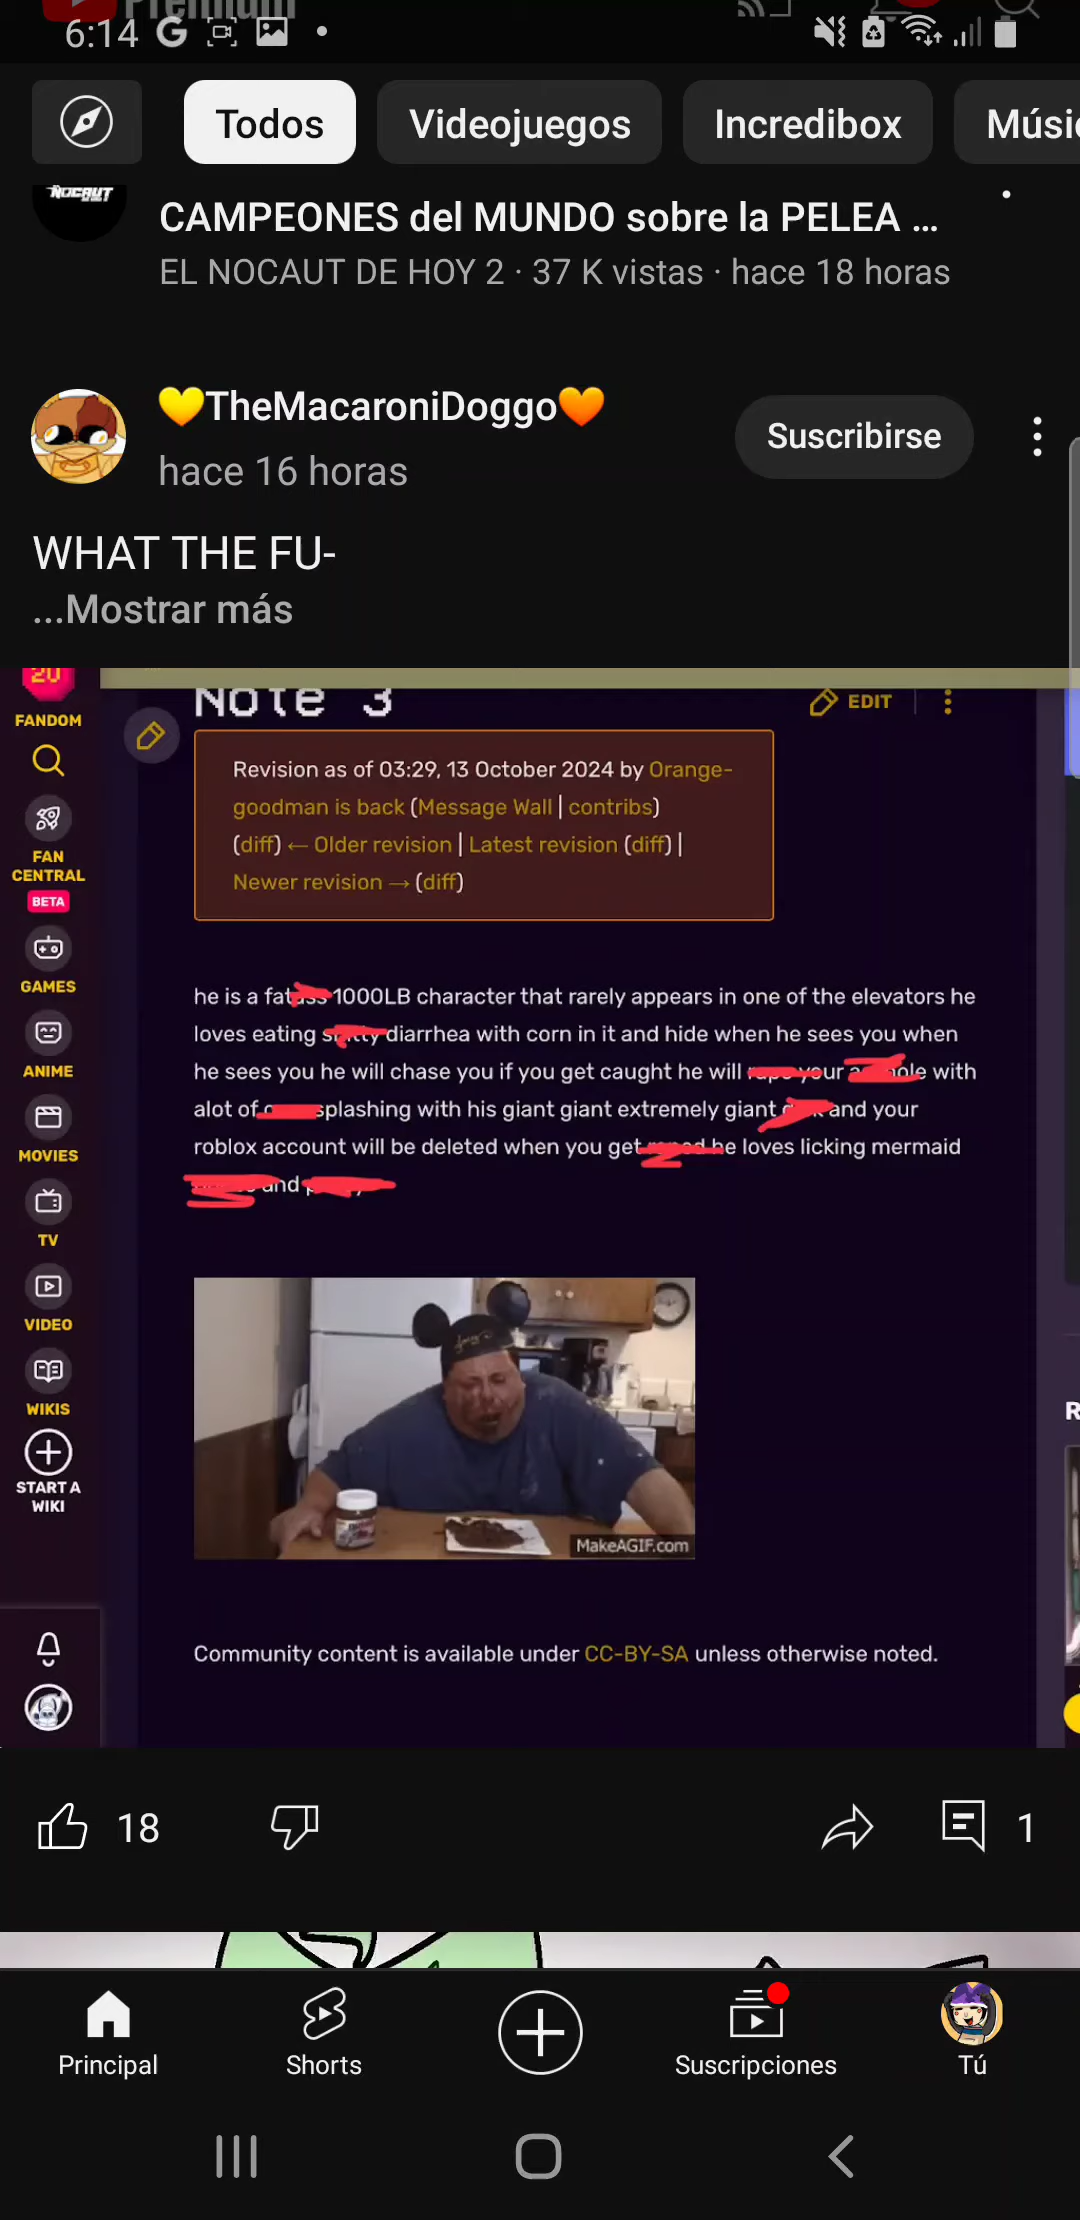 Premium
6:14 G
Todos
Videojuegos
Incredibox
Músi
NOCAUT
CAMPEONES del MUNDO sobre la PELEA ...
EL NOCAUT DE HOY 2 · 37 K vistas · hace 18 horas
💛TheMacaroniDoggo🧡
hace 16 horas
Suscribirse
WHAT THE FU-
...Mostrar más
20
FANDOM
FAN
CENTRAL
BETA
GAMES
ANIME
MOVIES
TV
VIDEO
WIKIS
START A
WIKI
Note 3
EDIT
Revision as of 03:29, 13 October 2024 by Orange-
goodman is back (Message Wall | contribs)
(diff) ← Older revision | Latest revision (diff) |
Newer revision → (diff)
he is a fat 1000LB character that rarely appears in one of the elevators he
loves eating diarrhea with corn in it and hide when he sees you when
he sees you he will chase you if you get caught he will your with
alot of splashing with his giant giant extremely giant and your
roblox account will be deleted when you get he loves licking mermaid
and
MakeAGIF.com
Community content is available under CC-BY-SA unless otherwise noted.
R
18
1
Principal
Shorts
Suscripciones
Tú